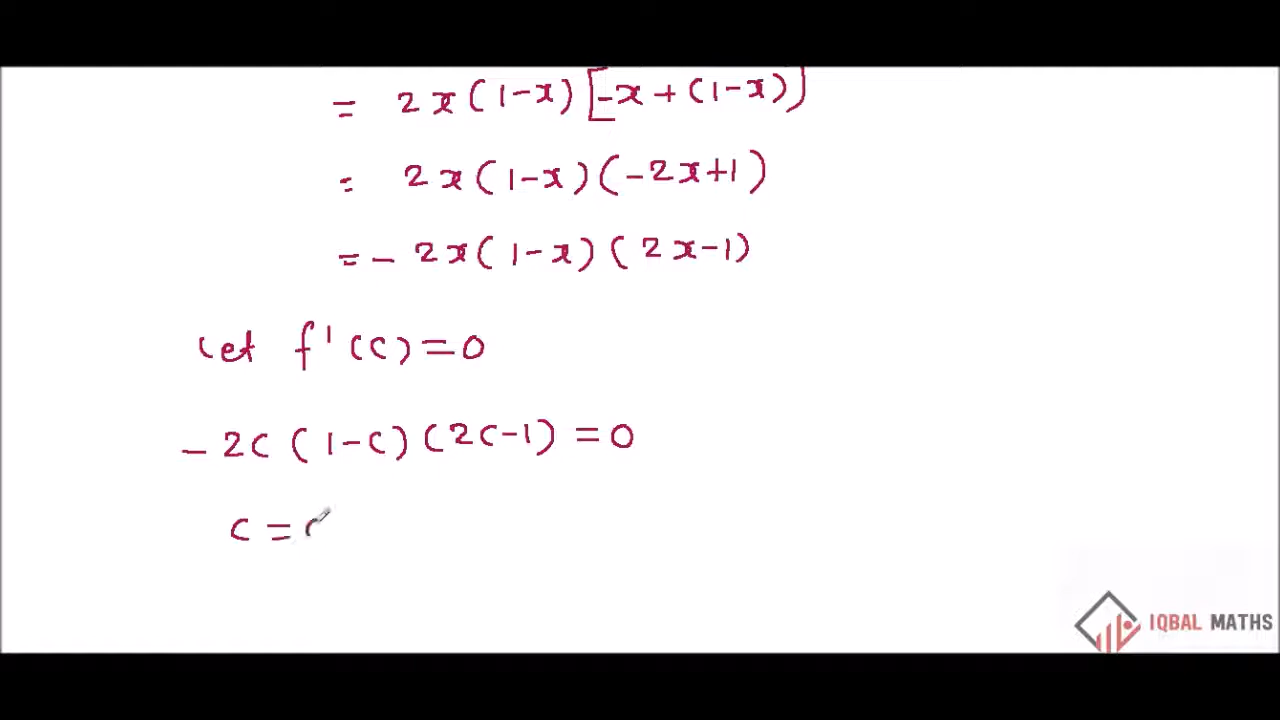 = 2x(1-x)[-x+(1-x)]
= 2x(1-x)(-2x+1)
= - 2x(1-x)(2x-1)
Let f'(c)=0
- 2c(1-c)(2c-1)=0
c =
IQBAL MATHS